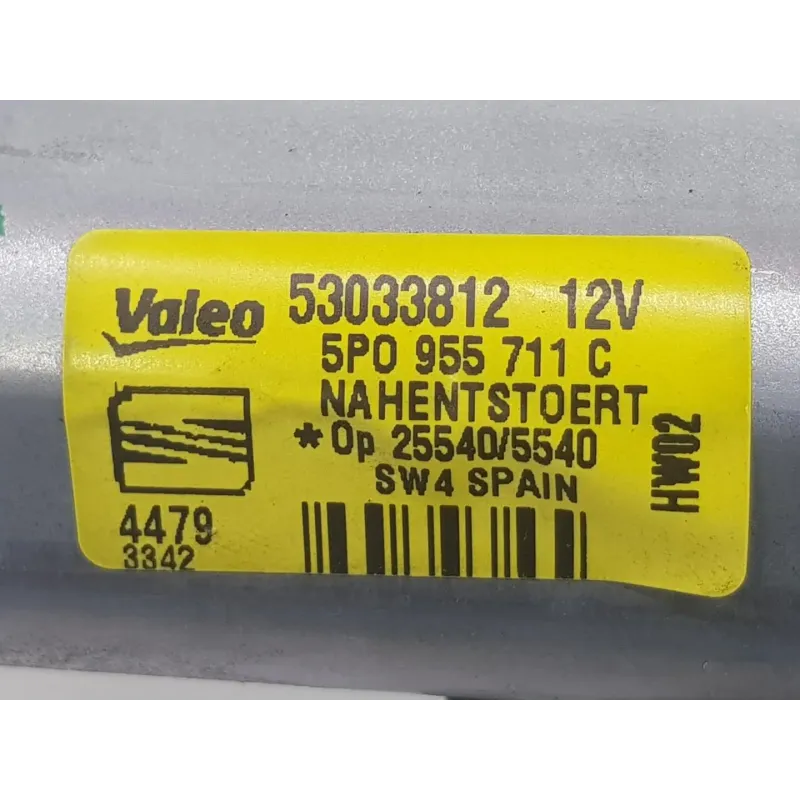 Valeo
53033812 12V
5P0 955 711 C
NAHENTSTOERT
*Op 25540/5540
SW4 SPAIN
HW02
4479
3342